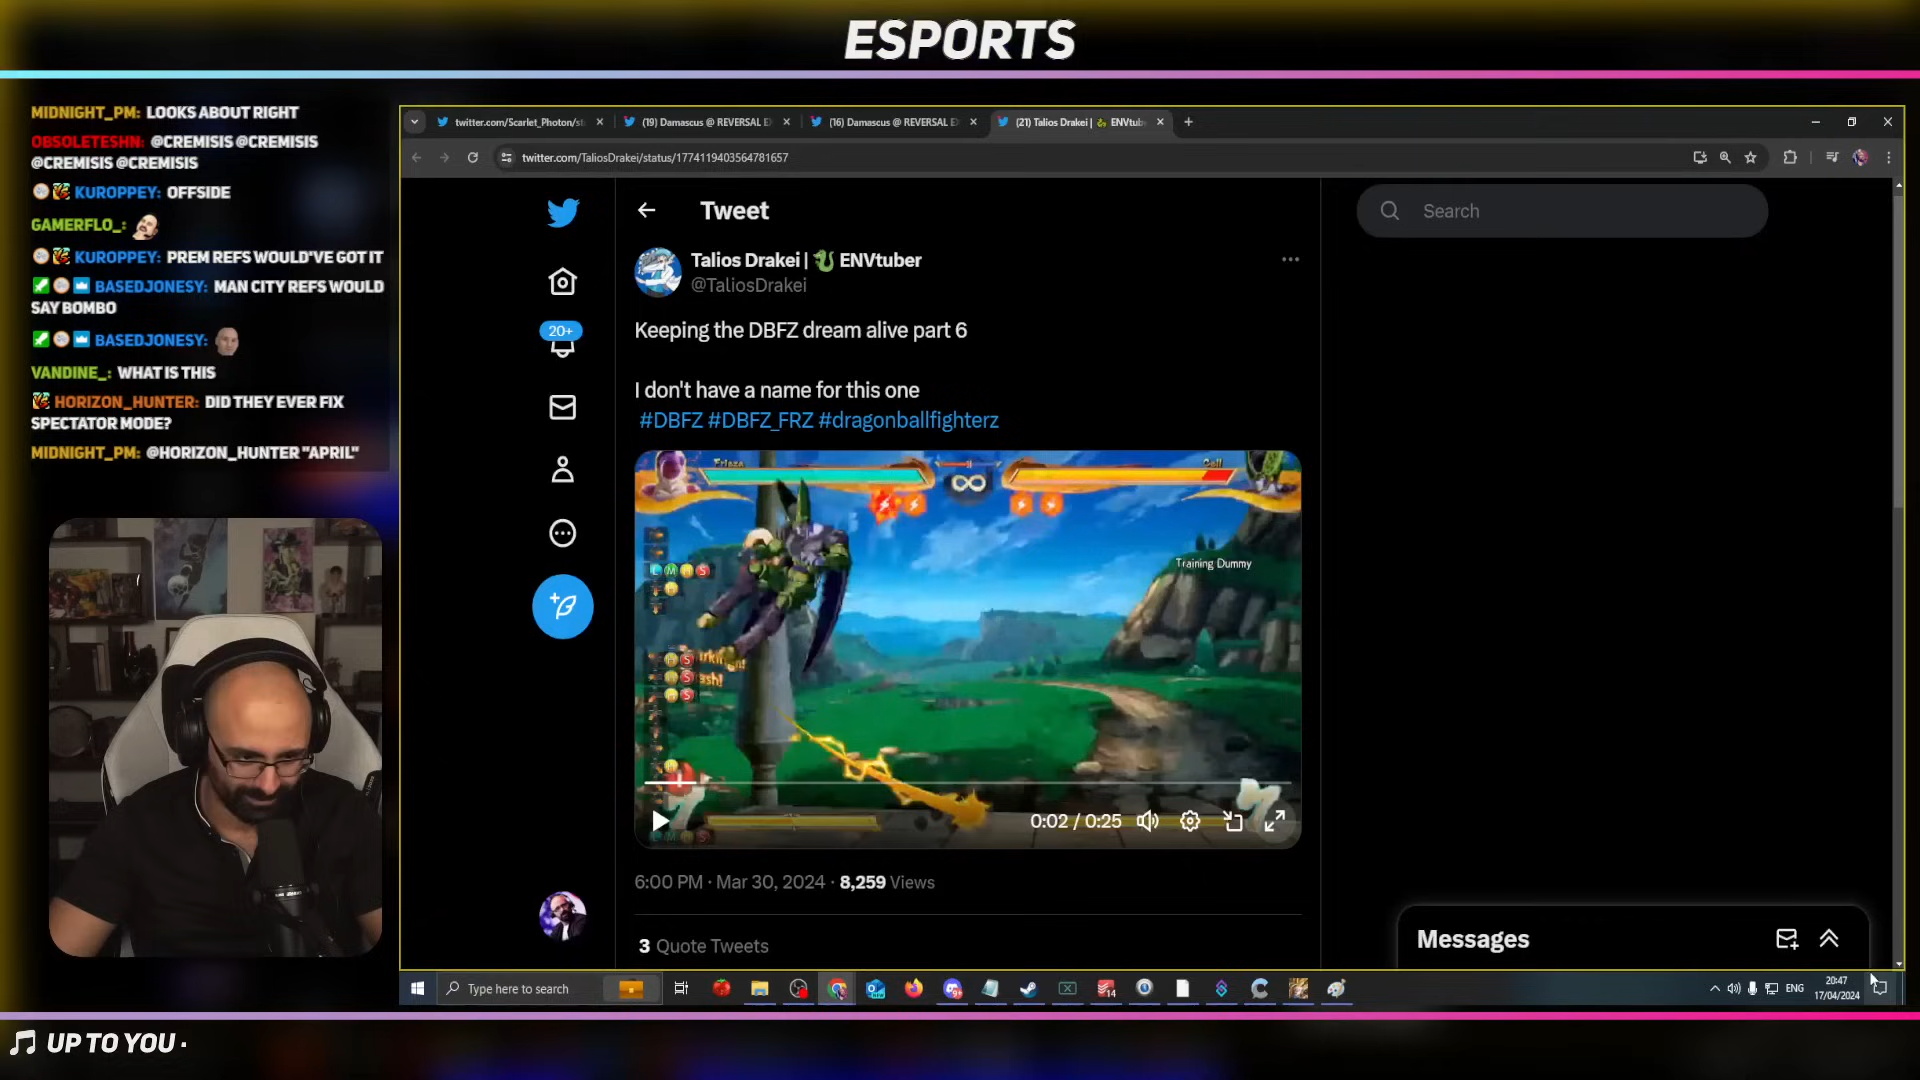 ESPORTS
MIDNIGHT_PM: LOOKS ABOUT RIGHT
OBSOLETESHN: @CREMISIS @CREMISIS
@CREMISIS @CREMISIS
KUROPPEY: OFFSIDE
GAMERFLO_:
KUROPPEY: PREM REFS WOULD'VE GOT IT
BASEDJONESY: MAN CITY REFS WOULD
SAY BOMBO
BASEDJONESY:
VANDINE_: WHAT IS THIS
HORIZON_HUNTER: DID THEY EVER FIX
SPECTATOR MODE?
MIDNIGHT_PM: @HORIZON_HUNTER "APRIL"
twitter.com/Scarlet_Photon/st
(19) Damascus @ REVERSAL E
(16) Damascus @ REVERSAL E
(21) Talios Drakei | ENVtub
twitter.com/TaliosDrakei/status/1774119403564781657
Tweet
Search
Talios Drakei | ENVtuber
@TaliosDrakei
20+
Keeping the DBFZ dream alive part 6
I don't have a name for this one
#DBFZ #DBFZ_FRZ #dragonballfighterz
Frieza
Cell
Training Dummy
L M H S
H
H S
H S
H S
H
7
7
0:02 / 0:25
6:00 PM · Mar 30, 2024 · 8,259 Views
3 Quote Tweets
Messages
Type here to search
14
ENG
20:47
17/04/2024
UP TO YOU ·